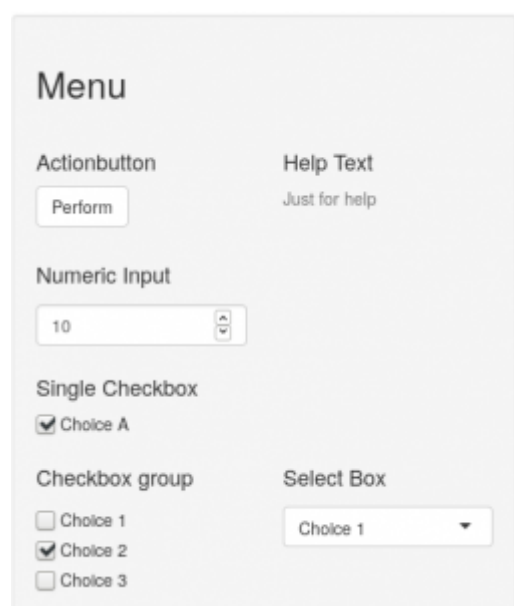 Menu
Actionbutton
Perform
Help Text
Just for help
Numeric Input
10
Single Checkbox
Choice A
Checkbox group
Choice 1
Choice 2
Choice 3
Select Box
Choice 1